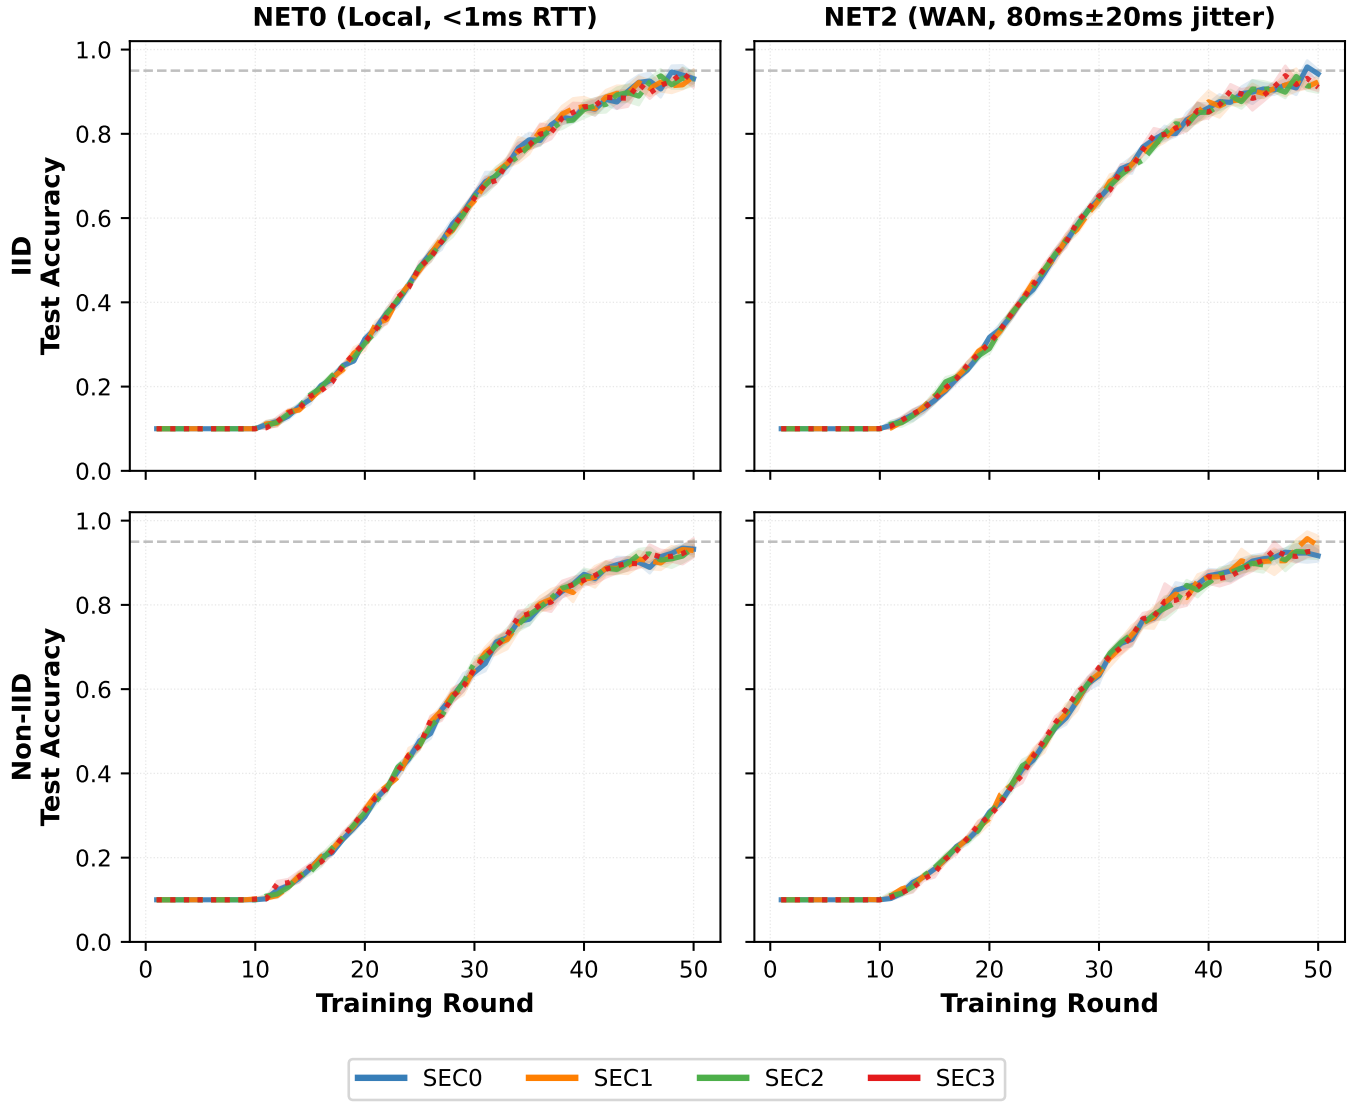 NET0 (Local, <1ms RTT)
NET2 (WAN, 80ms±20ms jitter)
IID
Test Accuracy
1.0
0.8
0.6
0.4
0.2
0.0
Non-IID
Test Accuracy
1.0
0.8
0.6
0.4
0.2
0.0
0 10 20 30 40 50
0 10 20 30 40 50
Training Round
Training Round
SEC0 SEC1 SEC2 SEC3